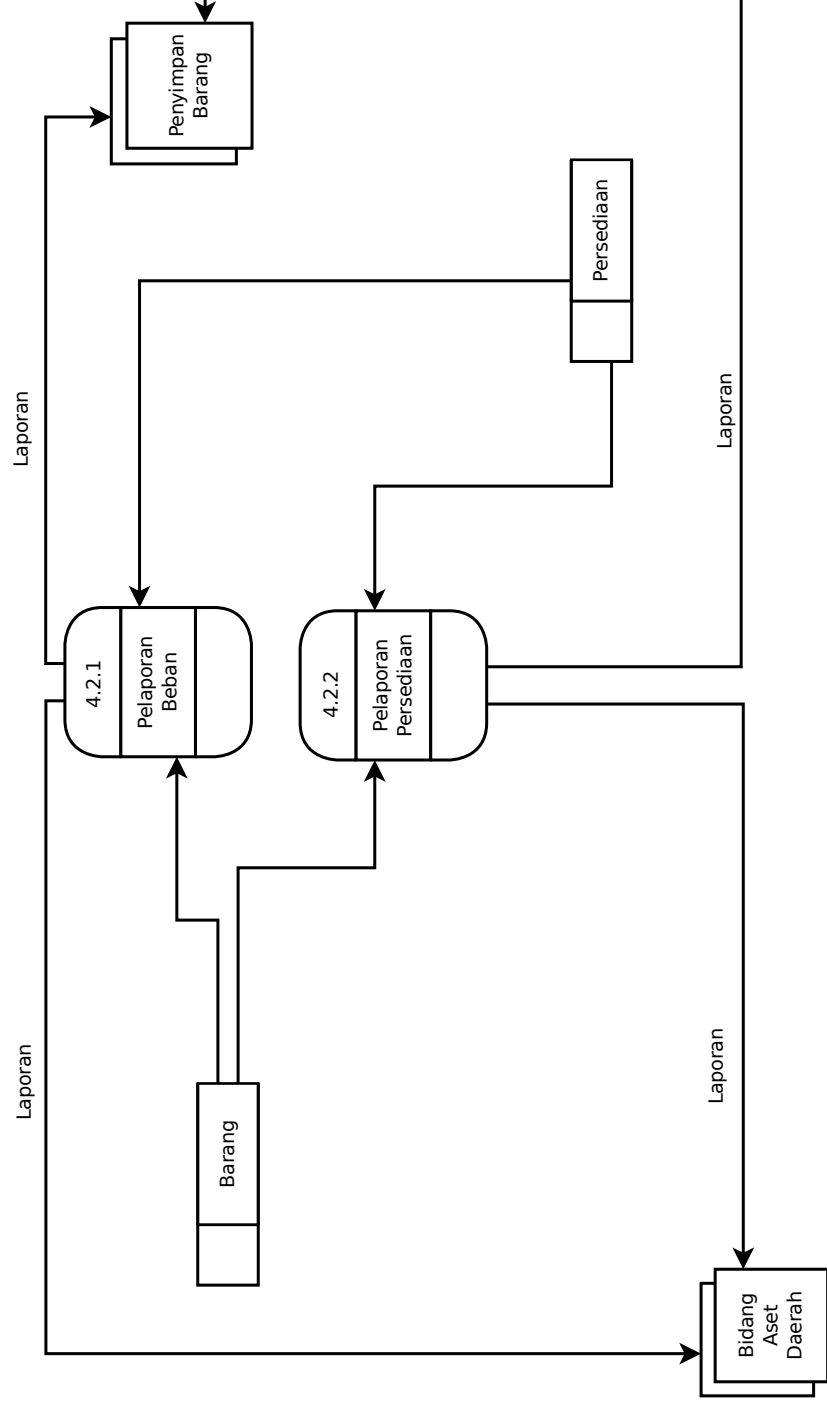 Laporan
Laporan
4.2.1
Pelaporan
Beban
Penyimpan
Barang
Barang
4.2.2
Pelaporan
Persediaan
Persediaan
Bidang
Aset
Daerah
Laporan
Laporan